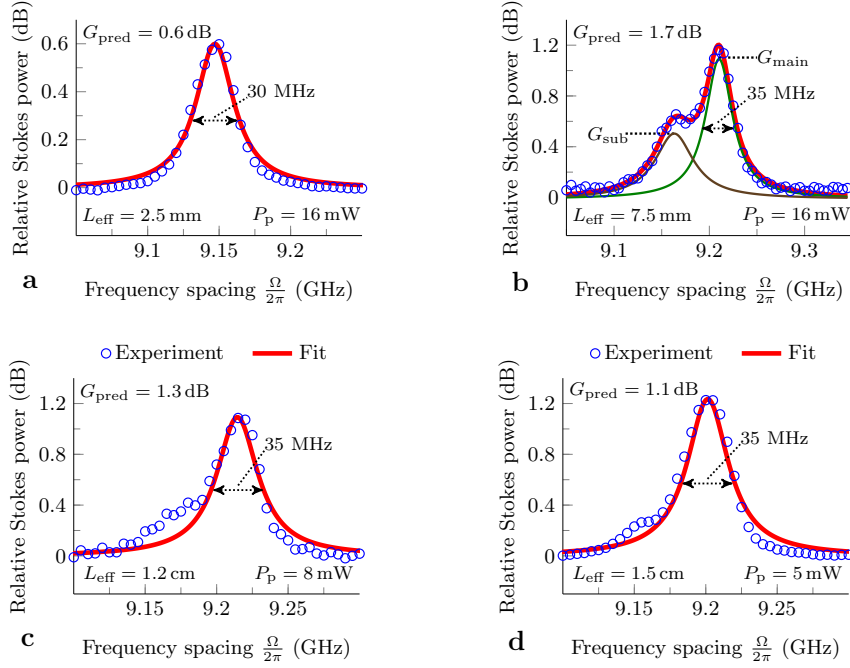 Relative Stokes power (dB)
G_pred = 0.6 dB
0.6
0.4
0.2
0
30 MHz
L_eff = 2.5 mm
P_p = 16 mW
9.1
9.15
9.2
Frequency spacing Ω/2π (GHz)
a
Relative Stokes power (dB)
G_pred = 1.7 dB
1.2
0.8
0.4
0
G_main
35 MHz
G_sub
L_eff = 7.5 mm
P_p = 16 mW
9.1
9.2
9.3
Frequency spacing Ω/2π (GHz)
b
Experiment
Fit
Relative Stokes power (dB)
G_pred = 1.3 dB
1.2
0.8
0.4
0
35 MHz
L_eff = 1.2 cm
P_p = 8 mW
9.15
9.2
9.25
Frequency spacing Ω/2π (GHz)
c
Experiment
Fit
Relative Stokes power (dB)
G_pred = 1.1 dB
1.2
0.8
0.4
0
35 MHz
L_eff = 1.5 cm
P_p = 5 mW
9.15
9.2
9.25
Frequency spacing Ω/2π (GHz)
d